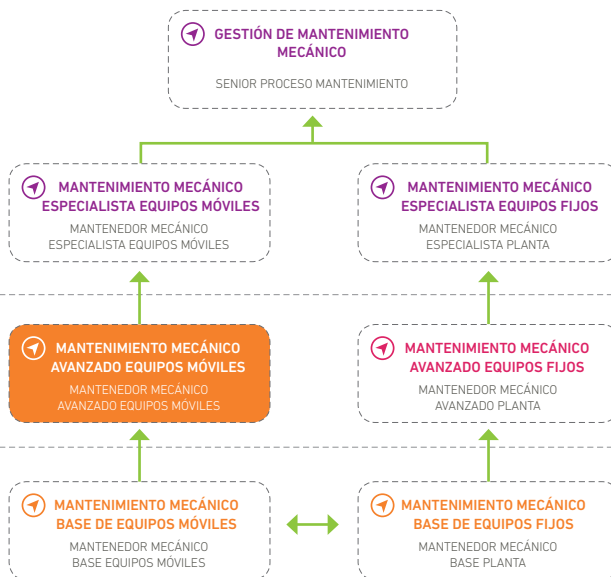 GESTIÓN DE MANTENIMIENTO
MECÁNICO
SENIOR PROCESO MANTENIMIENTO
MANTENIMIENTO MECÁNICO
ESPECIALISTA EQUIPOS MÓVILES
MANTENEDOR MECÁNICO
ESPECIALISTA EQUIPOS MÓVILES
MANTENIMIENTO MECÁNICO
ESPECIALISTA EQUIPOS FIJOS
MANTENEDOR MECÁNICO
ESPECIALISTA PLANTA
MANTENIMIENTO MECÁNICO
AVANZADO EQUIPOS MÓVILES
MANTENEDOR MECÁNICO
AVANZADO EQUIPOS MÓVILES
MANTENIMIENTO MECÁNICO
AVANZADO EQUIPOS FIJOS
MANTENEDOR MECÁNICO
AVANZADO PLANTA
MANTENIMIENTO MECÁNICO
BASE DE EQUIPOS MÓVILES
MANTENEDOR MECÁNICO
BASE EQUIPOS MÓVILES
MANTENIMIENTO MECÁNICO
BASE DE EQUIPOS FIJOS
MANTENEDOR MECÁNICO
BASE PLANTA